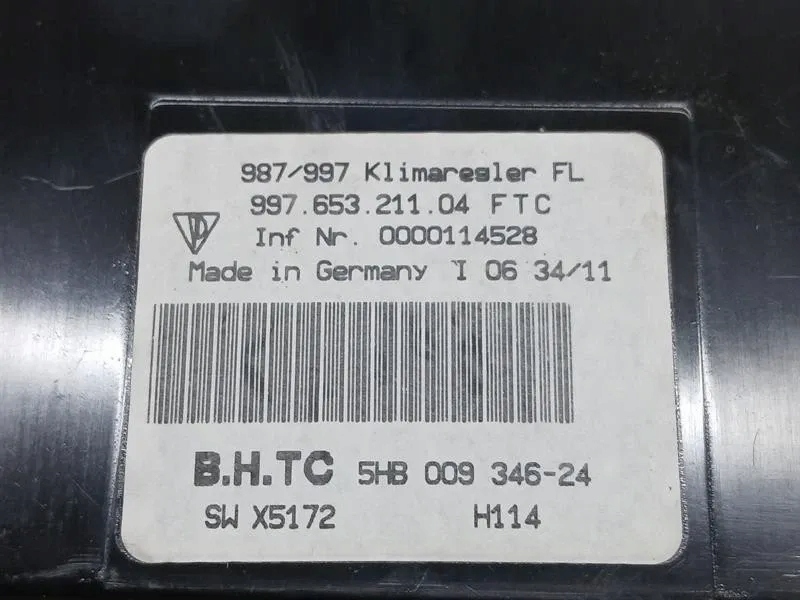 987/997 Klimaregler FL
997.653.211.04 FTC
Inf Nr. 0000114528
Made in Germany I 06 34/11
B.H.TC 5HB 009 346-24
SW X5172 H114